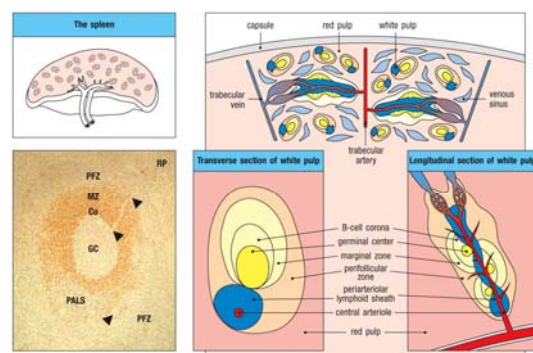 The spleen
capsule
red pulp
white pulp
trabecular
vein
venous
sinus
trabecular
artery
RP
PFZ
MZ
Co
GC
PALS
PFZ
Transverse section of white pulp
Longitudinal section of white pulp
B-cell corona
germinal center
marginal zone
perifollicular
zone
periarteriolar
lymphoid sheath
central arteriole
red pulp